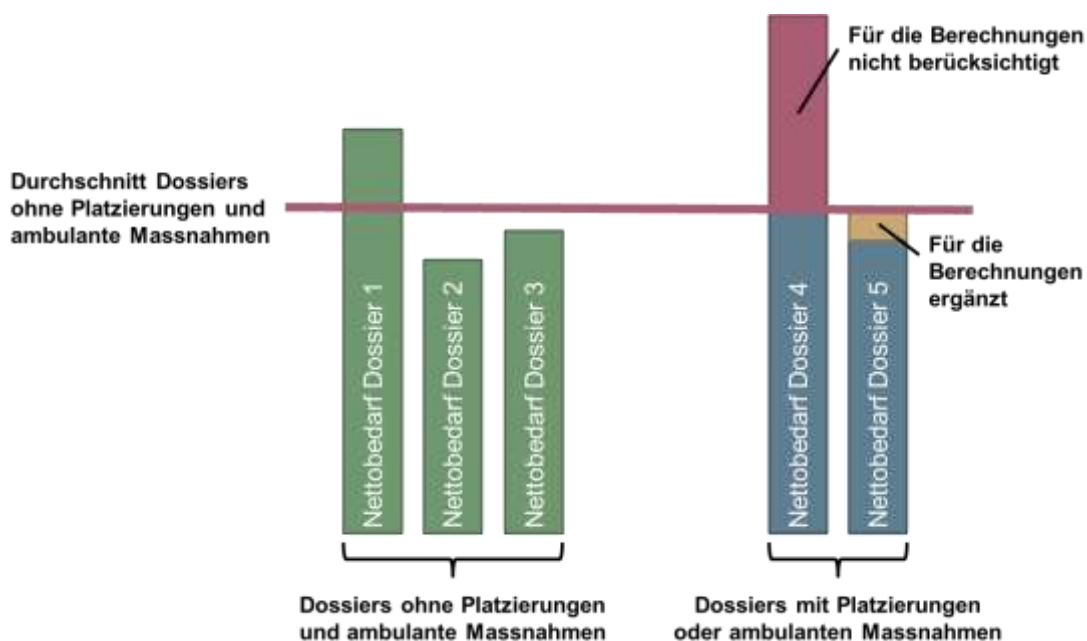 Für die Berechnungen
nicht berücksichtigt
Durchschnitt Dossiers
ohne Platzierungen und
ambulante Massnahmen
Für die
Berechnungen
ergänzt
Nettobedarf Dossier 1
Nettobedarf Dossier 2
Nettobedarf Dossier 3
Nettobedarf Dossier 4
Nettobedarf Dossier 5
Dossiers ohne Platzierungen
und ambulante Massnahmen
Dossiers mit Platzierungen
oder ambulanten Massnahmen